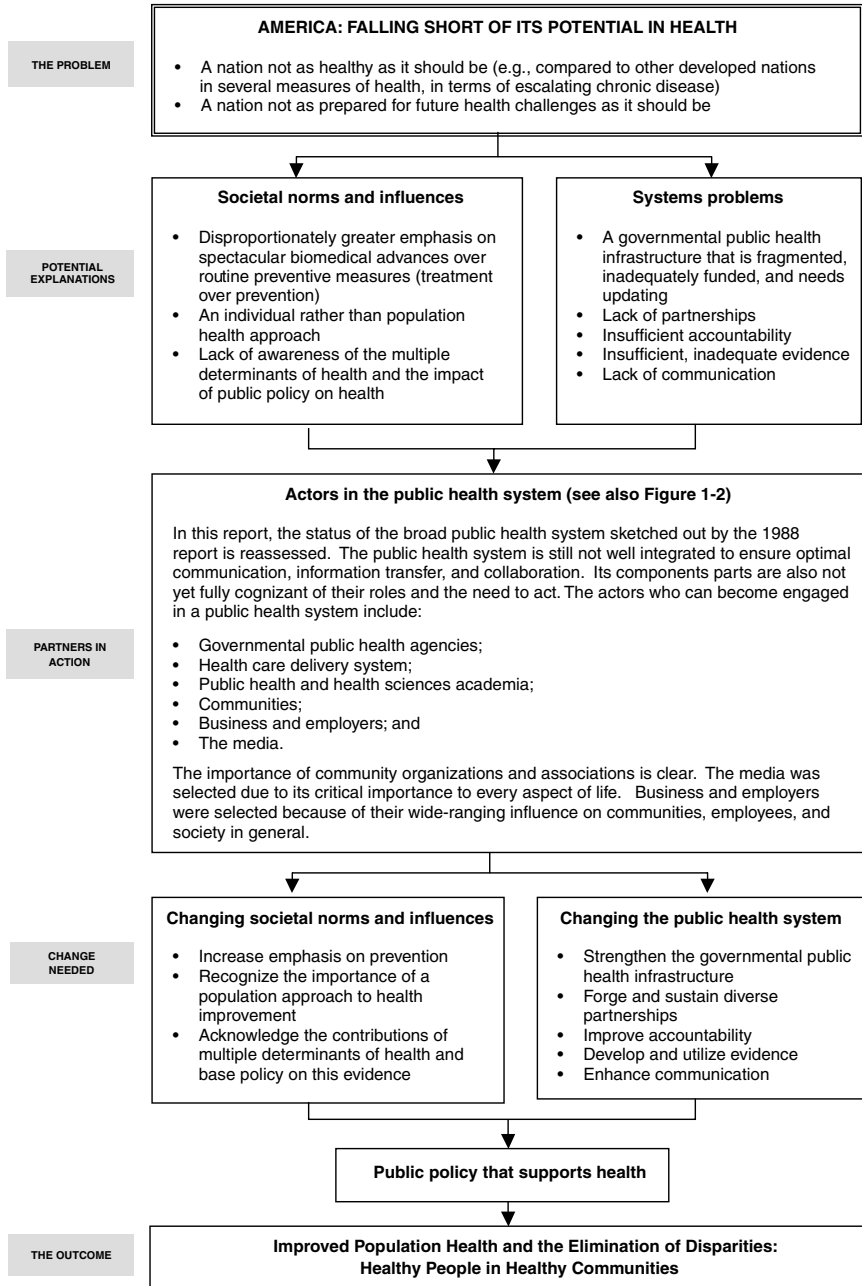 AMERICA: FALLING SHORT OF ITS POTENTIAL IN HEALTH
THE PROBLEM
• A nation not as healthy as it should be (e.g., compared to other developed nations
in several measures of health, in terms of escalating chronic disease)
• A nation not as prepared for future health challenges as it should be
POTENTIAL
EXPLANATIONS
Societal norms and influences
• Disproportionately greater emphasis on
spectacular biomedical advances over
routine preventive measures (treatment
over prevention)
• An individual rather than population
health approach
• Lack of awareness of the multiple
determinants of health and the impact
of public policy on health
Systems problems
• A governmental public health
infrastructure that is fragmented,
inadequately funded, and needs
updating
• Lack of partnerships
• Insufficient accountability
• Insufficient, inadequate evidence
• Lack of communication
PARTNERS IN
ACTION
Actors in the public health system (see also Figure 1-2)
In this report, the status of the broad public health system sketched out by the 1988
report is reassessed. The public health system is still not well integrated to ensure optimal
communication, information transfer, and collaboration. Its components parts are also not
yet fully cognizant of their roles and the need to act. The actors who can become engaged
in a public health system include:
• Governmental public health agencies;
• Health care delivery system;
• Public health and health sciences academia;
• Communities;
• Business and employers; and
• The media.
The importance of community organizations and associations is clear. The media was
selected due to its critical importance to every aspect of life. Business and employers
were selected because of their wide-ranging influence on communities, employees, and
society in general.
CHANGE
NEEDED
Changing societal norms and influences
• Increase emphasis on prevention
• Recognize the importance of a
population approach to health
improvement
• Acknowledge the contributions of
multiple determinants of health and
base policy on this evidence
Changing the public health system
• Strengthen the governmental public
health infrastructure
• Forge and sustain diverse
partnerships
• Improve accountability
• Develop and utilize evidence
• Enhance communication
Public policy that supports health
THE OUTCOME
Improved Population Health and the Elimination of Disparities:
Healthy People in Healthy Communities